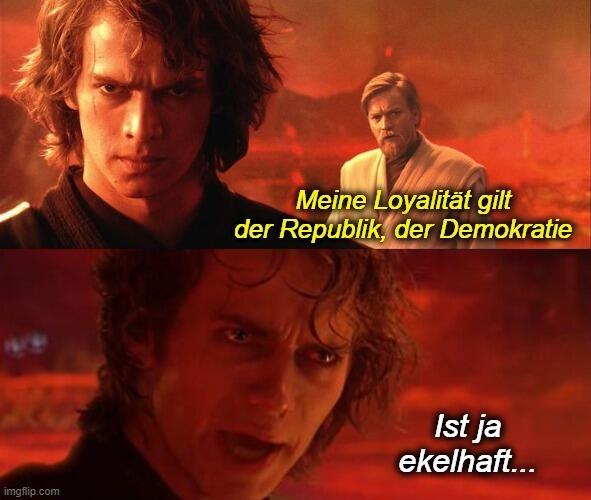 Meine Loyalität gilt
der Republik, der Demokratie
Ist ja
ekelhaft...
imgflip.com